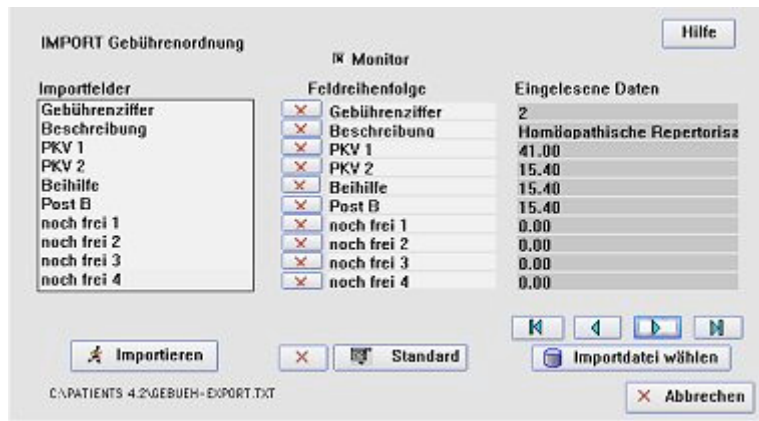 IMPORT Gebührenordnung
Hilfe
Monitor
Importfelder
Feldreihenfolge
Eingelesene Daten
Gebührenziffer
Gebührenziffer
2
Beschreibung
Beschreibung
Homöopathische Repertorisa
PKV 1
PKV 1
41.00
PKV 2
PKV 2
15.40
Beihilfe
Beihilfe
15.40
Post B
Post B
15.40
noch frei 1
noch frei 1
0.00
noch frei 2
noch frei 2
0.00
noch frei 3
noch frei 3
0.00
noch frei 4
noch frei 4
0.00
Importieren
Standard
Importdatei wählen
C:\PATIENTS 4.2\GEBUEH-EXPORT.TXT
Abbrechen